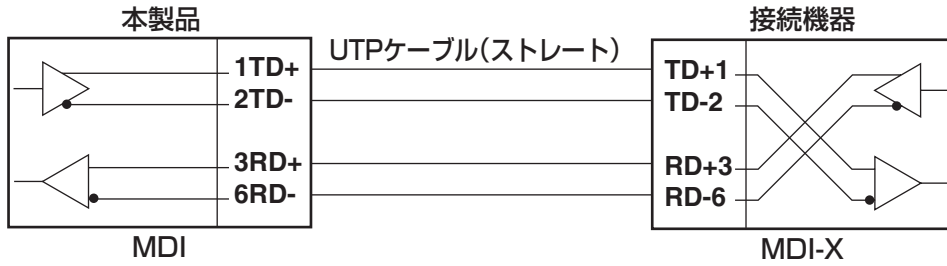 本製品
接続機器
UTPケーブル(ストレート)
1TD+
2TD-
3RD+
6RD-
TD+1
TD-2
RD+3
RD-6
MDI
MDI-X